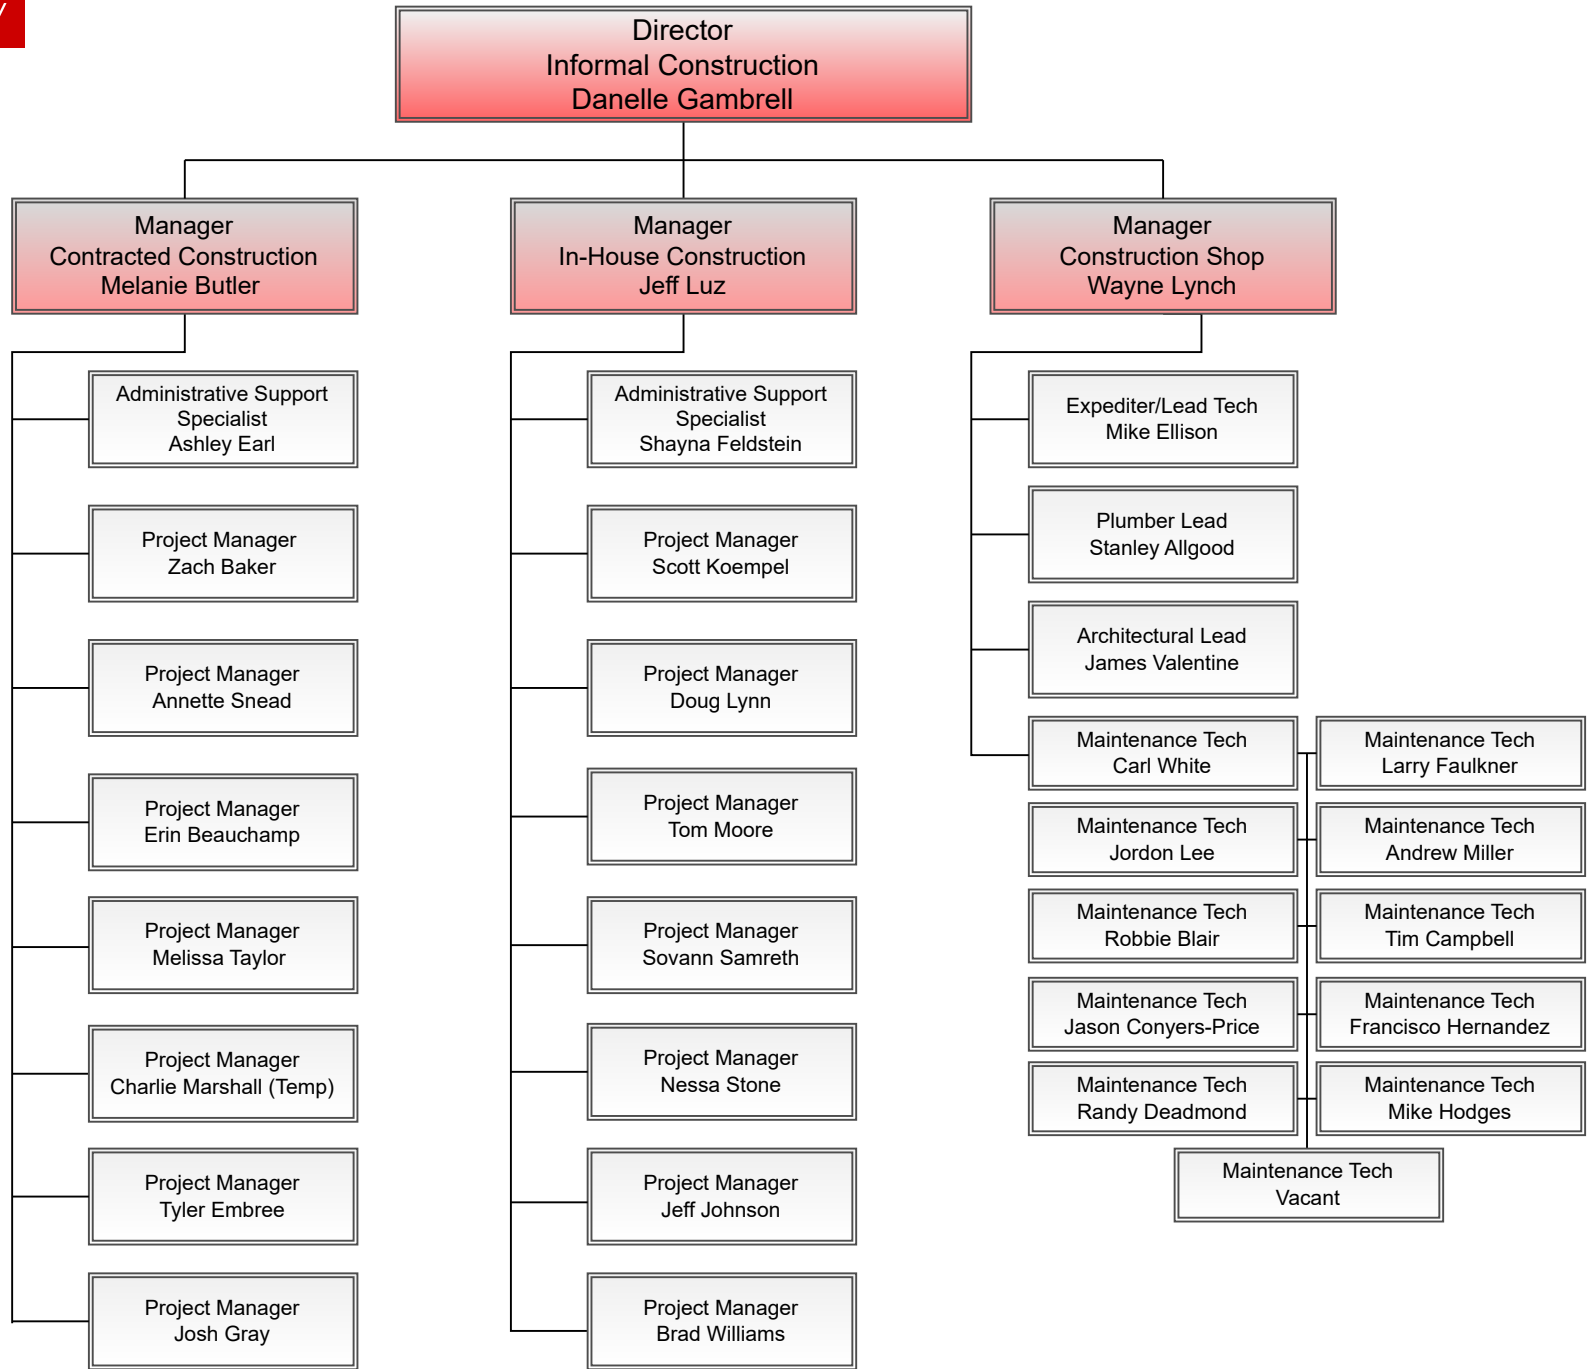 Director
Informal Construction
Danelle Gambrell
Manager
Contracted Construction
Melanie Butler
Manager
In-House Construction
Jeff Luz
Manager
Construction Shop
Wayne Lynch
Administrative Support
Specialist
Ashley Earl
Project Manager
Zach Baker
Project Manager
Annette Snead
Project Manager
Erin Beauchamp
Project Manager
Melissa Taylor
Project Manager
Charlie Marshall (Temp)
Project Manager
Tyler Embree
Project Manager
Josh Gray
Administrative Support
Specialist
Shayna Feldstein
Project Manager
Scott Koempel
Project Manager
Doug Lynn
Project Manager
Tom Moore
Project Manager
Sovann Samreth
Project Manager
Nessa Stone
Project Manager
Jeff Johnson
Project Manager
Brad Williams
Expediter/Lead Tech
Mike Ellison
Plumber Lead
Stanley Allgood
Architectural Lead
James Valentine
Maintenance Tech
Carl White
Maintenance Tech
Larry Faulkner
Maintenance Tech
Jordon Lee
Maintenance Tech
Andrew Miller
Maintenance Tech
Robbie Blair
Maintenance Tech
Tim Campbell
Maintenance Tech
Jason Conyers-Price
Maintenance Tech
Francisco Hernandez
Maintenance Tech
Randy Deadmond
Maintenance Tech
Mike Hodges
Maintenance Tech
Vacant